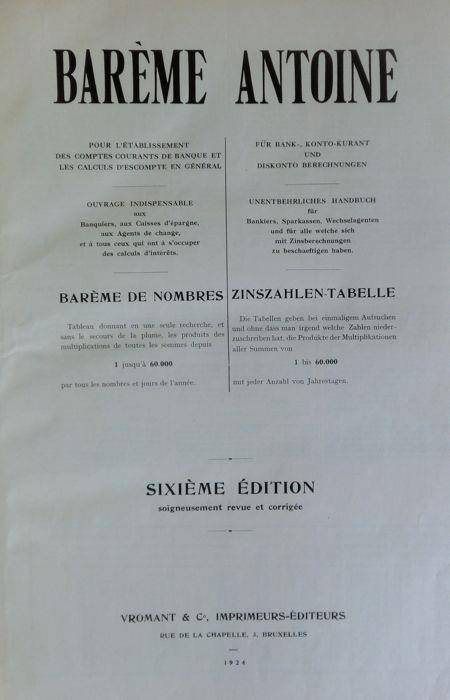 BARÈME ANTOINE
POUR L'ÉTABLISSEMENT
DES COMPTES COURANTS DE BANQUE ET
LES CALCULS D'ESCOMPTE EN GÉNÉRAL
OUVRAGE INDISPENSABLE
aux
Banquiers, aux Caisses d'épargne,
aux Agents de change,
et à tous ceux qui ont à s'occuper
des calculs d'intérêts.
BARÈME DE NOMBRES
Tableau donnant en une seule recherche, et
sans le secours de la plume, les produits des
multiplications de toutes les sommes depuis
1 jusqu'à 60.000
par tous les nombres et jours de l'année.
FÜR BANK-, KONTO-KURANT
UND
DISKONTO BERECHNUNGEN
UNENTBEHRLICHES HANDBUCH
für
Bankiers, Sparkassen, Wechselagenten
und für alle welche sich
mit Zinsberechnungen
zu beschaeftigen haben.
ZINSZAHLEN-TABELLE
Die Tabellen geben bei einmaligem Aufsuchen
und ohne dass man irgend welche Zahlen nieder-
zuschreiben hat, die Produkte der Multiplikationen
aller Summen von
1 bis 60.000
mit jeder Anzahl von Jahrestagen.
SIXIÈME ÉDITION
soigneusement revue et corrigée
VROMANT & Cº, IMPRIMEURS-ÉDITEURS
RUE DE LA CHAPELLE, 3, BRUXELLES
1924